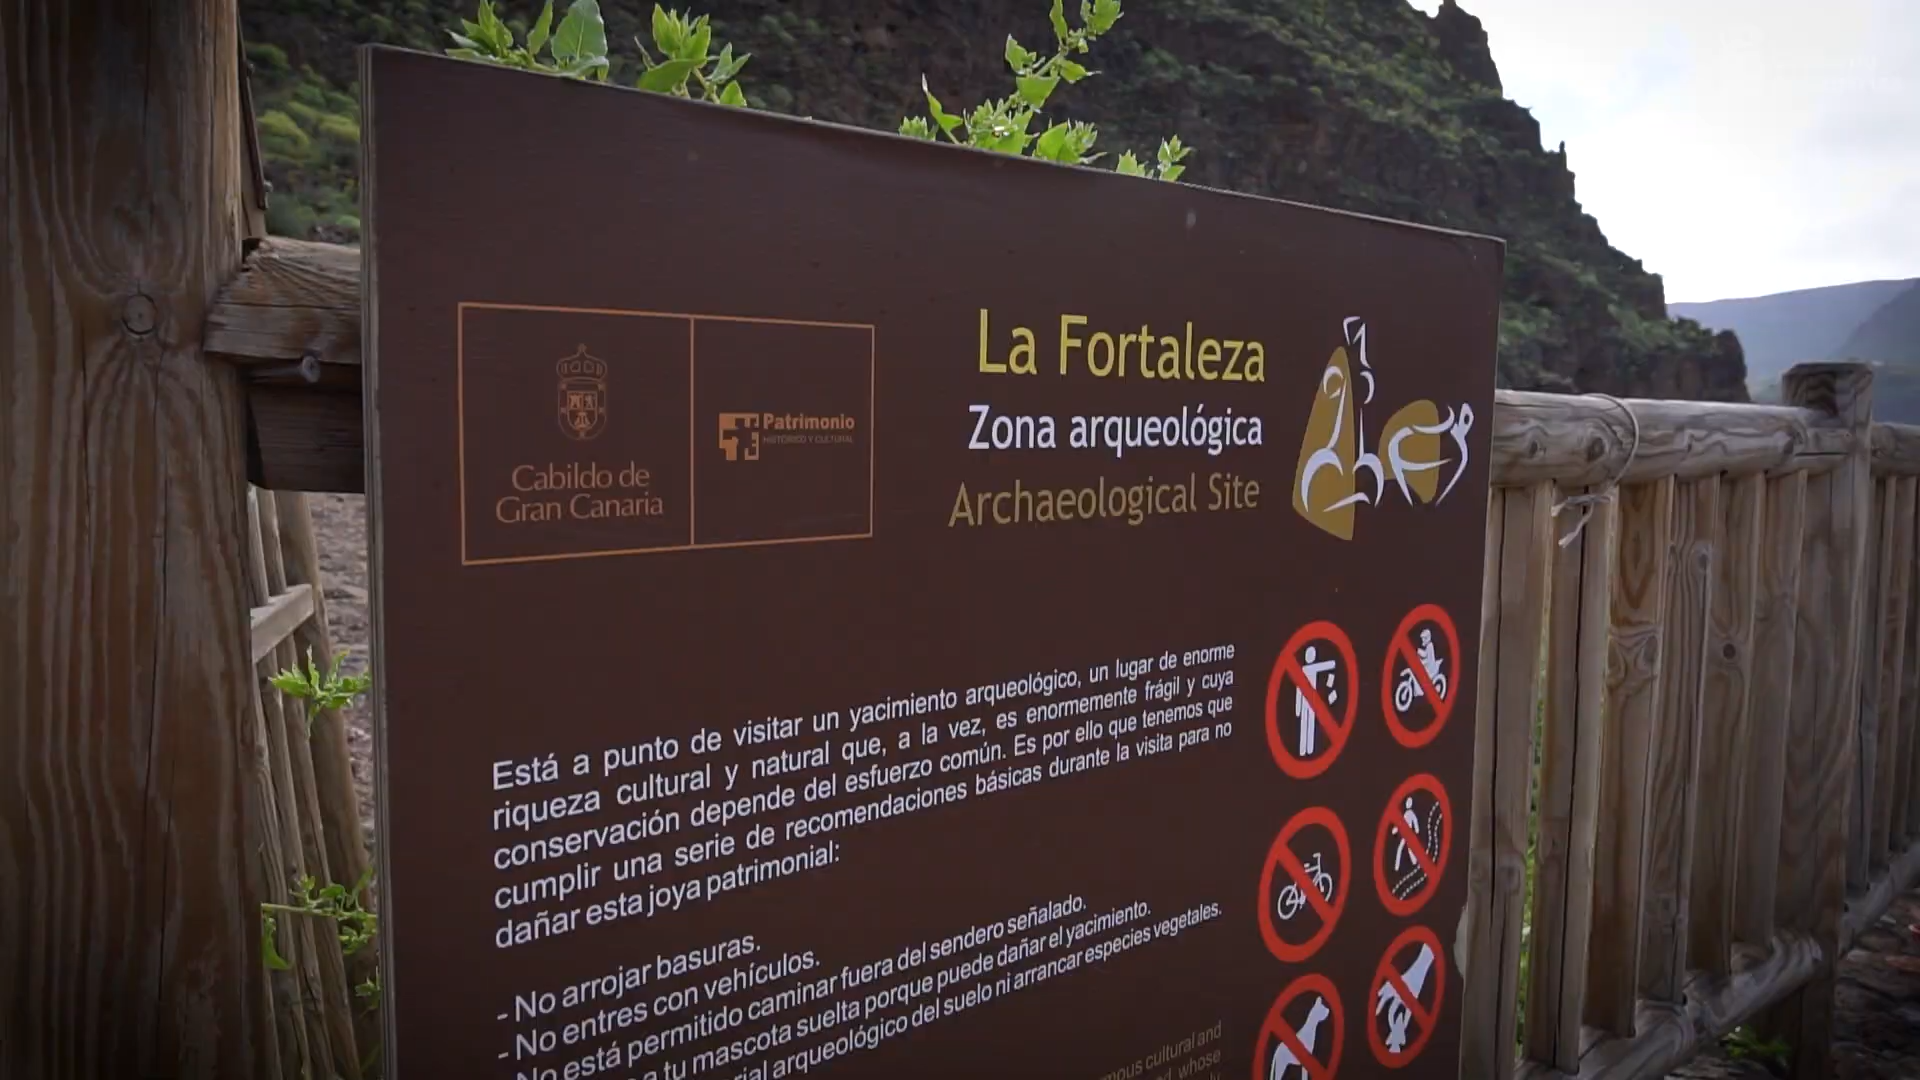 Cabildo de
Gran Canaria
Patrimonio
HISTÓRICO Y CULTURAL
La Fortaleza
Zona arqueológica
Archaeological Site
Está a punto de visitar un yacimiento arqueológico, un lugar de enorme
riqueza cultural y natural que, a la vez, es enormemente frágil y cuya
conservación depende del esfuerzo común. Es por ello que tenemos que
cumplir una serie de recomendaciones básicas durante la visita para no
dañar esta joya patrimonial:
- No arrojar basuras.
- No entres con vehículos.
No está permitido caminar fuera del sendero señalado.
a tu mascota suelta porque puede dañar el yacimiento.
arqueológico del suelo ni arrancar especies vegetales.
cultural and
whose